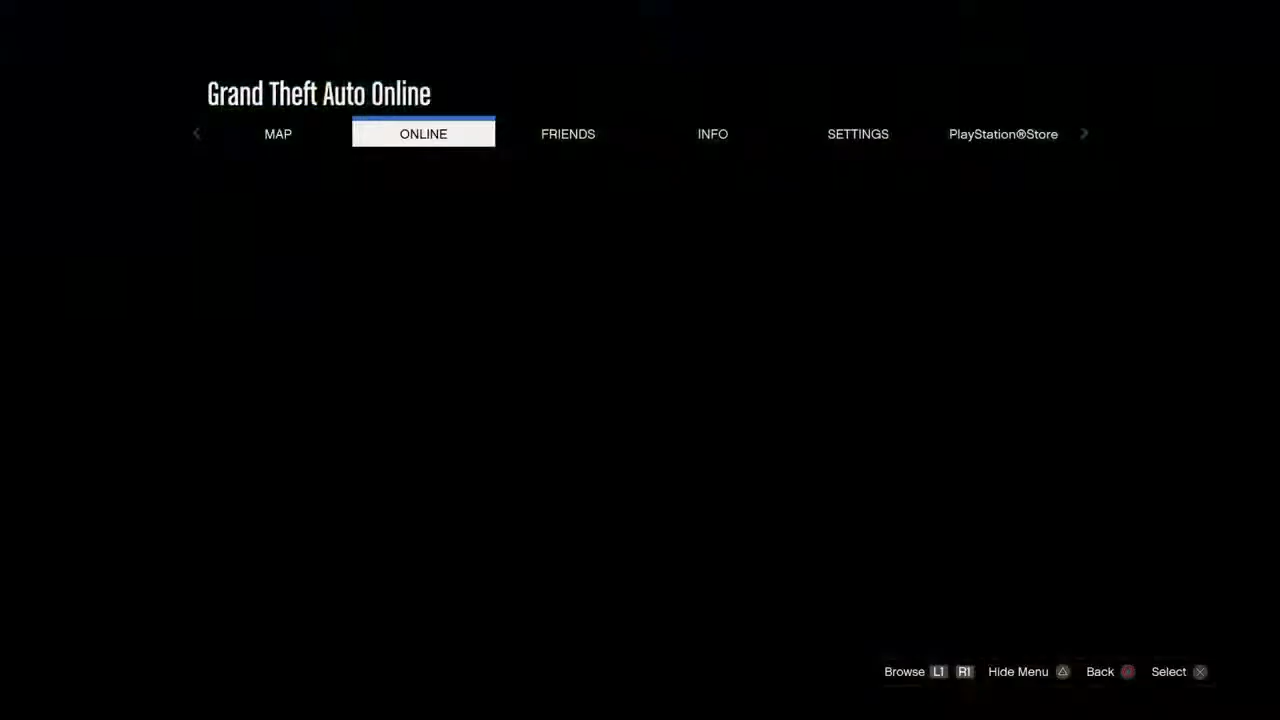 Grand Theft Auto Online
MAP ONLINE FRIENDS INFO SETTINGS PlayStation®Store
Browse L1 R1 Hide Menu Back Select